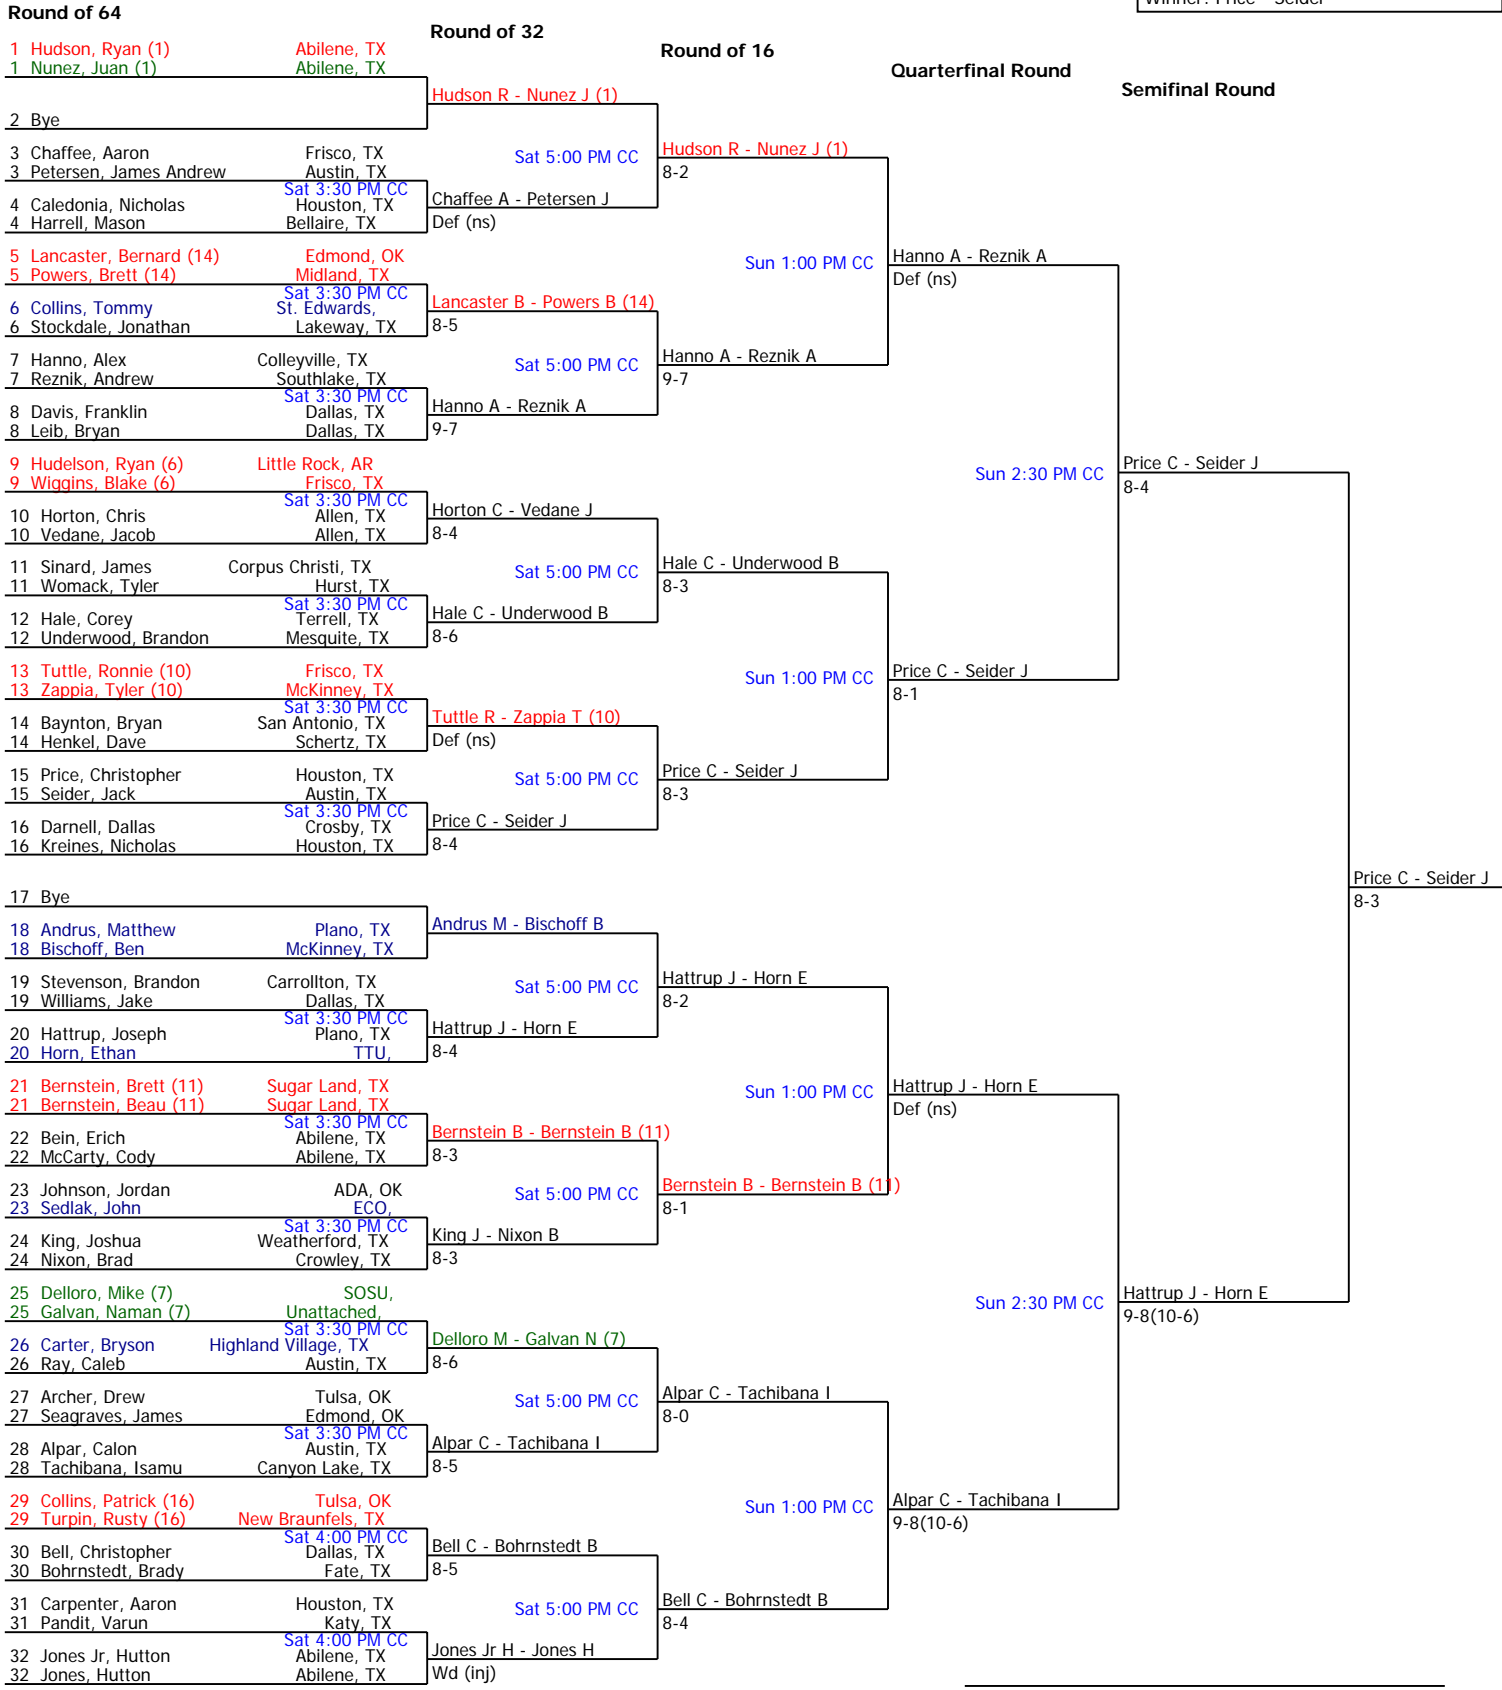 Winner: Price - Seider
Round of 64
Round of 32
Round of 16
Quarterfinal Round
Semifinal Round
1 Hudson, Ryan (1) Abilene, TX
1 Nunez, Juan (1) Abilene, TX
Hudson R - Nunez J (1)
2 Bye
3 Chaffee, Aaron Frisco, TX
Sat 5:00 PM CC
Hudson R - Nunez J (1)
3 Petersen, James Andrew Austin, TX
8-2
Sat 3:30 PM CC
4 Caledonia, Nicholas Houston, TX
Chaffee A - Petersen J
4 Harrell, Mason Bellaire, TX
Def (ns)
5 Lancaster, Bernard (14) Edmond, OK
Sun 1:00 PM CC
Hanno A - Reznik A
5 Powers, Brett (14) Midland, TX
Def (ns)
Sat 3:30 PM CC
6 Collins, Tommy St. Edwards,
Lancaster B - Powers B (14)
6 Stockdale, Jonathan Lakeway, TX
8-5
7 Hanno, Alex Colleyville, TX
Sat 5:00 PM CC
Hanno A - Reznik A
7 Reznik, Andrew Southlake, TX
9-7
Sat 3:30 PM CC
8 Davis, Franklin Dallas, TX
Hanno A - Reznik A
8 Leib, Bryan Dallas, TX
9-7
9 Hudelson, Ryan (6) Little Rock, AR
Sun 2:30 PM CC
Price C - Seider J
9 Wiggins, Blake (6) Frisco, TX
8-4
Sat 3:30 PM CC
10 Horton, Chris Allen, TX
Horton C - Vedane J
10 Vedane, Jacob Allen, TX
8-4
11 Sinard, James Corpus Christi, TX
Sat 5:00 PM CC
Hale C - Underwood B
11 Womack, Tyler Hurst, TX
8-3
Sat 3:30 PM CC
12 Hale, Corey Terrell, TX
Hale C - Underwood B
12 Underwood, Brandon Mesquite, TX
8-6
13 Tuttle, Ronnie (10) Frisco, TX
Sun 1:00 PM CC
Price C - Seider J
13 Zappia, Tyler (10) McKinney, TX
8-1
Sat 3:30 PM CC
14 Baynton, Bryan San Antonio, TX
Tuttle R - Zappia T (10)
14 Henkel, Dave Schertz, TX
Def (ns)
15 Price, Christopher Houston, TX
Sat 5:00 PM CC
Price C - Seider J
15 Seider, Jack Austin, TX
8-3
Sat 3:30 PM CC
16 Darnell, Dallas Crosby, TX
Price C - Seider J
16 Kreines, Nicholas Houston, TX
8-4
Price C - Seider J
8-3
17 Bye
18 Andrus, Matthew Plano, TX
Andrus M - Bischoff B
18 Bischoff, Ben McKinney, TX
19 Stevenson, Brandon Carrollton, TX
Sat 5:00 PM CC
Hattrup J - Horn E
19 Williams, Jake Dallas, TX
8-2
Sat 3:30 PM CC
20 Hattrup, Joseph Plano, TX
Hattrup J - Horn E
20 Horn, Ethan TTU,
8-4
21 Bernstein, Brett (11) Sugar Land, TX
Sun 1:00 PM CC
Hattrup J - Horn E
21 Bernstein, Beau (11) Sugar Land, TX
Def (ns)
Sat 3:30 PM CC
22 Bein, Erich Abilene, TX
Bernstein B - Bernstein B (11)
22 McCarty, Cody Abilene, TX
8-3
23 Johnson, Jordan ADA, OK
Sat 5:00 PM CC
Bernstein B - Bernstein B (11)
23 Sedlak, John ECO,
8-1
Sat 3:30 PM CC
24 King, Joshua Weatherford, TX
King J - Nixon B
24 Nixon, Brad Crowley, TX
8-3
25 Delloro, Mike (7) SOSU,
Sun 2:30 PM CC
Hattrup J - Horn E
25 Galvan, Naman (7) Unattached,
9-8(10-6)
Sat 3:30 PM CC
26 Carter, Bryson Highland Village, TX
Delloro M - Galvan N (7)
26 Ray, Caleb Austin, TX
8-6
27 Archer, Drew Tulsa, OK
Sat 5:00 PM CC
Alpar C - Tachibana I
27 Seagraves, James Edmond, OK
8-0
Sat 3:30 PM CC
28 Alpar, Calon Austin, TX
Alpar C - Tachibana I
28 Tachibana, Isamu Canyon Lake, TX
8-5
29 Collins, Patrick (16) Tulsa, OK
Sun 1:00 PM CC
Alpar C - Tachibana I
29 Turpin, Rusty (16) New Braunfels, TX
9-8(10-6)
Sat 4:00 PM CC
30 Bell, Christopher Dallas, TX
Bell C - Bohrnstedt B
30 Bohrnstedt, Brady Fate, TX
8-5
31 Carpenter, Aaron Houston, TX
Sat 5:00 PM CC
Bell C - Bohrnstedt B
31 Pandit, Varun Katy, TX
8-4
Sat 4:00 PM CC
32 Jones Jr, Hutton Abilene, TX
Jones Jr H - Jones H
32 Jones, Hutton Abilene, TX
Wd (inj)